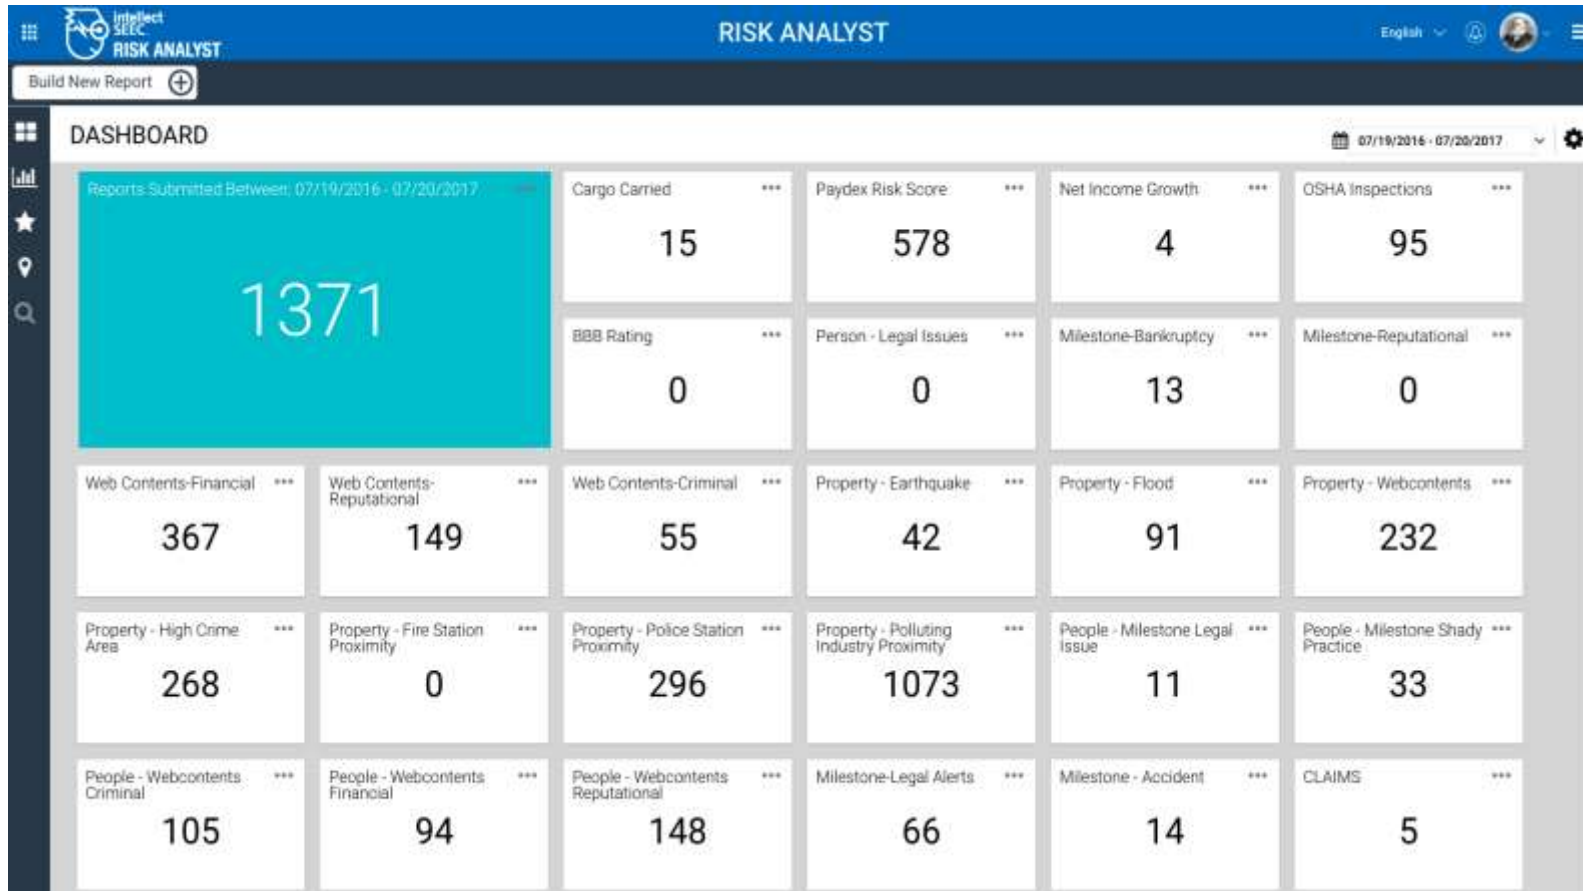 intellect
SEEC
RISK ANALYST
RISK ANALYST
English
Build New Report
DASHBOARD
07/19/2016 - 07/20/2017
Reports Submitted Between: 07/19/2016 - 07/20/2017
1371
Cargo Carried
15
Paydex Risk Score
578
Net Income Growth
4
OSHA Inspections
95
BBB Rating
0
Person - Legal Issues
0
Milestone-Bankruptcy
13
Milestone-Reputational
0
Web Contents-Financial
367
Web Contents-
Reputational
149
Web Contents-Criminal
55
Property - Earthquake
42
Property - Flood
91
Property - Webcontents
232
Property - High Crime
Area
268
Property - Fire Station
Proximity
0
Property - Police Station
Proximity
296
Property - Polluting
Industry Proximity
1073
People - Milestone Legal
Issue
11
People - Milestone Shady
Practice
33
People - Webcontents
Criminal
105
People - Webcontents
Financial
94
People - Webcontents
Reputational
148
Milestone-Legal Alerts
66
Milestone - Accident
14
CLAIMS
5